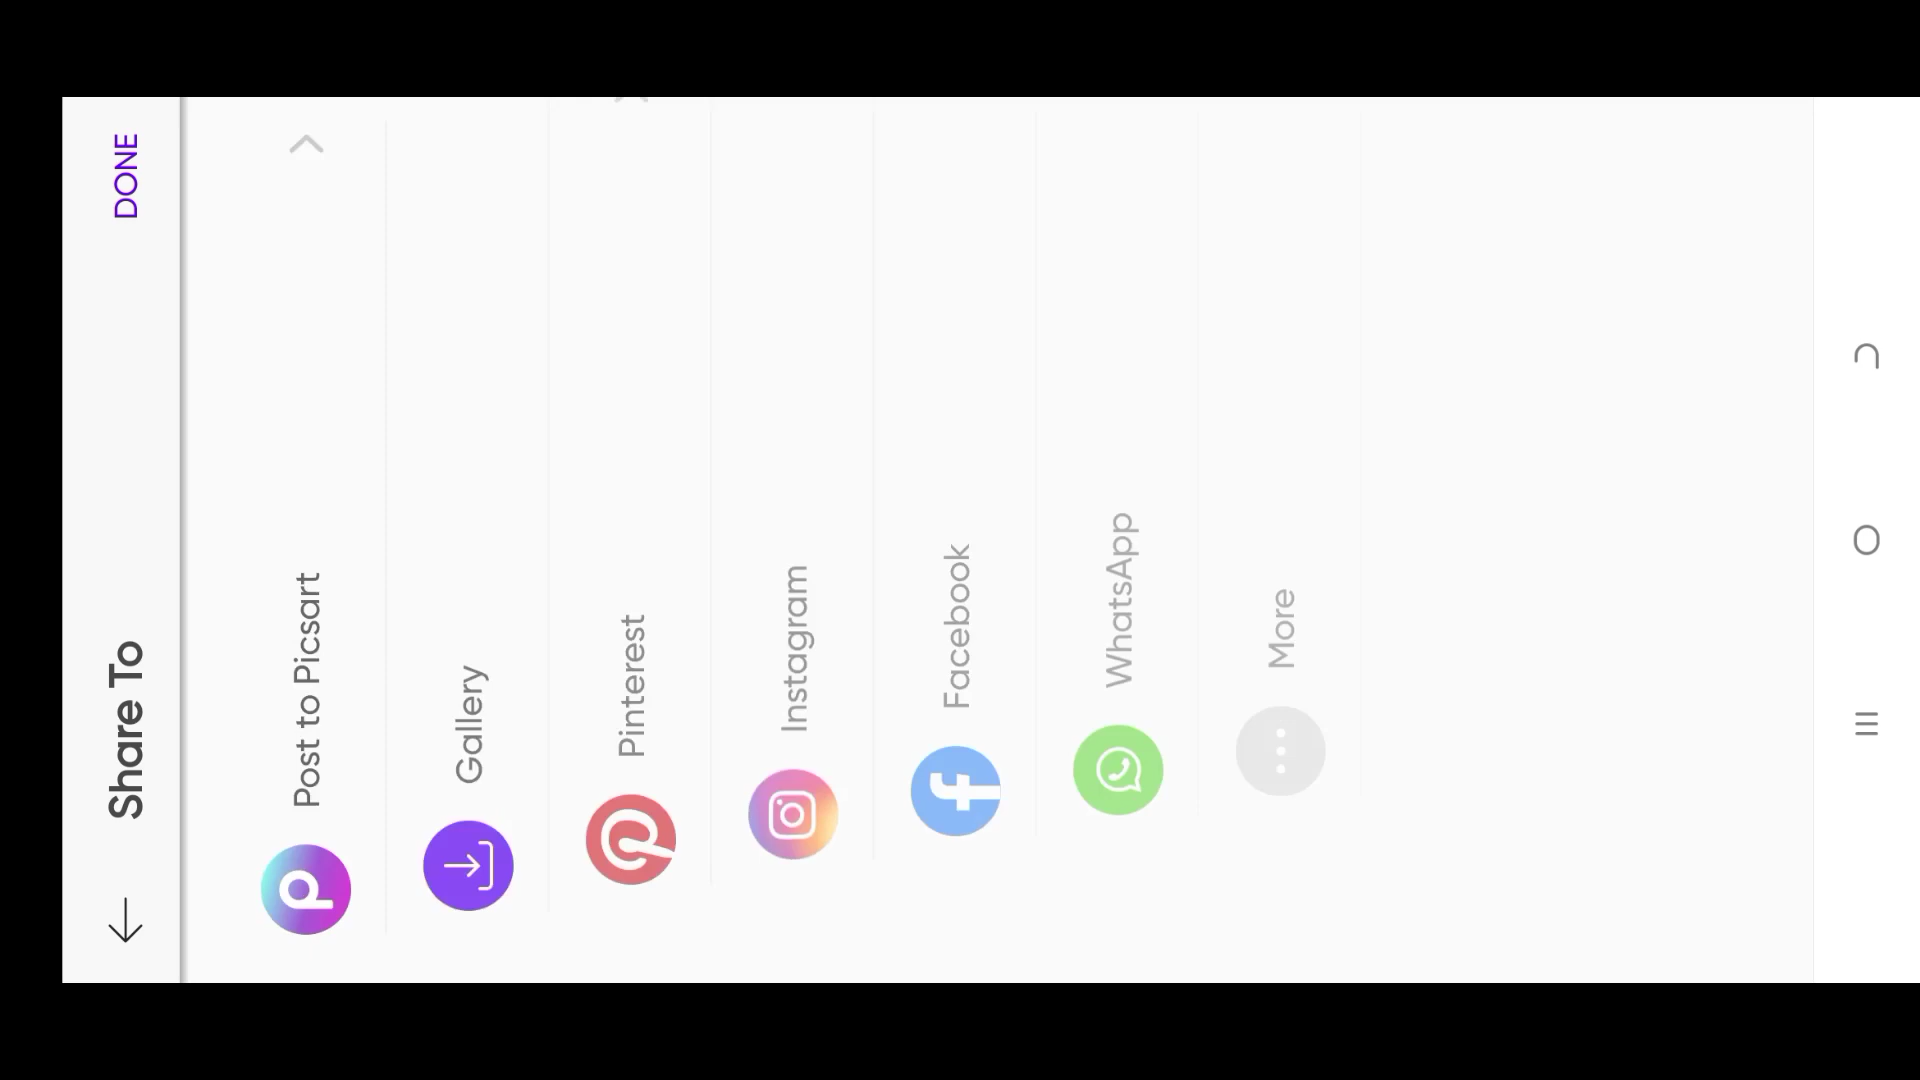 Share To
DONE
Post to Picsart
Gallery
Pinterest
Instagram
Facebook
WhatsApp
More